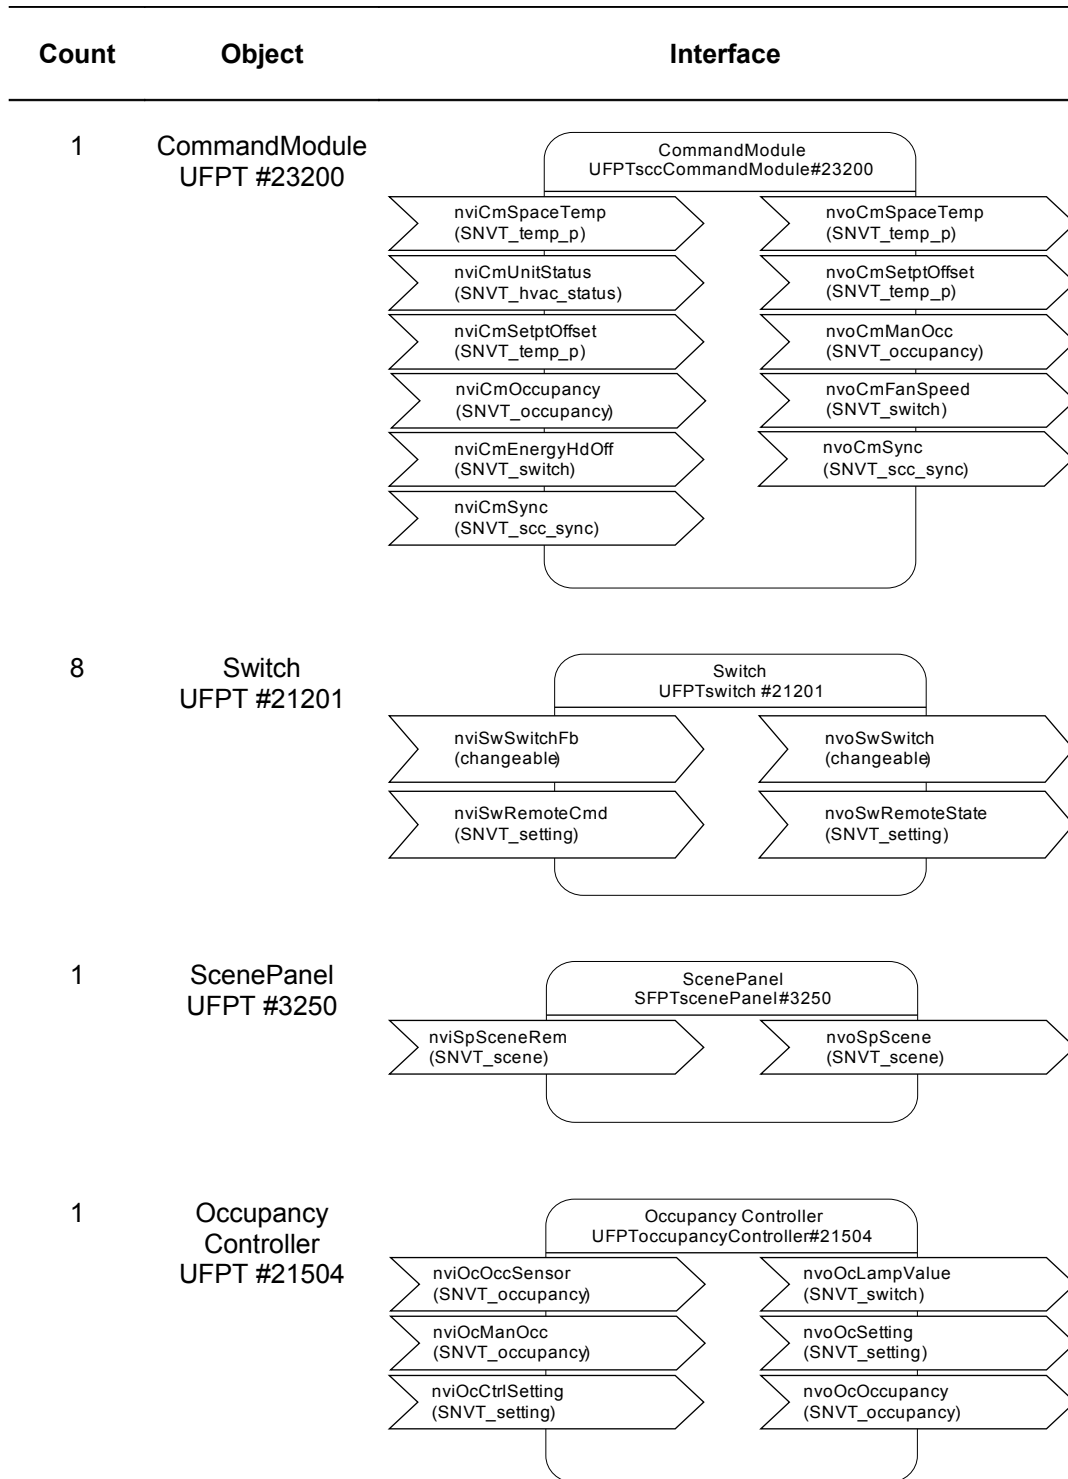 Count Object Interface
1
CommandModule
UFPT #23200
CommandModule
UFPTsccCommandModule#23200
nviCmSpaceTemp
(SNVT_temp_p)
nvoCmSpaceTemp
(SNVT_temp_p)
nviCmUnitStatus
(SNVT_hvac_status)
nvoCmSetptOffset
(SNVT_temp_p)
nviCmSetptOffset
(SNVT_temp_p)
nvoCmManOcc
(SNVT_occupancy)
nviCmOccupancy
(SNVT_occupancy)
nvoCmFanSpeed
(SNVT_switch)
nviCmEnergyHdOff
(SNVT_switch)
nvoCmSync
(SNVT_scc_sync)
nviCmSync
(SNVT_scc_sync)
8
Switch
UFPT #21201
Switch
UFPTswitch #21201
nviSwSwitchFb
(changeable)
nvoSwSwitch
(changeable)
nviSwRemoteCmd
(SNVT_setting)
nvoSwRemoteState
(SNVT_setting)
1
ScenePanel
UFPT #3250
ScenePanel
SFPTscenePanel#3250
nviSpSceneRem
(SNVT_scene)
nvoSpScene
(SNVT_scene)
1
Occupancy
Controller
UFPT #21504
Occupancy Controller
UFPToccupancyController#21504
nviOcOccSensor
(SNVT_occupancy)
nvoOcLampValue
(SNVT_switch)
nviOcManOcc
(SNVT_occupancy)
nvoOcSetting
(SNVT_setting)
nviOcCtrlSetting
(SNVT_setting)
nvoOcOccupancy
(SNVT_occupancy)